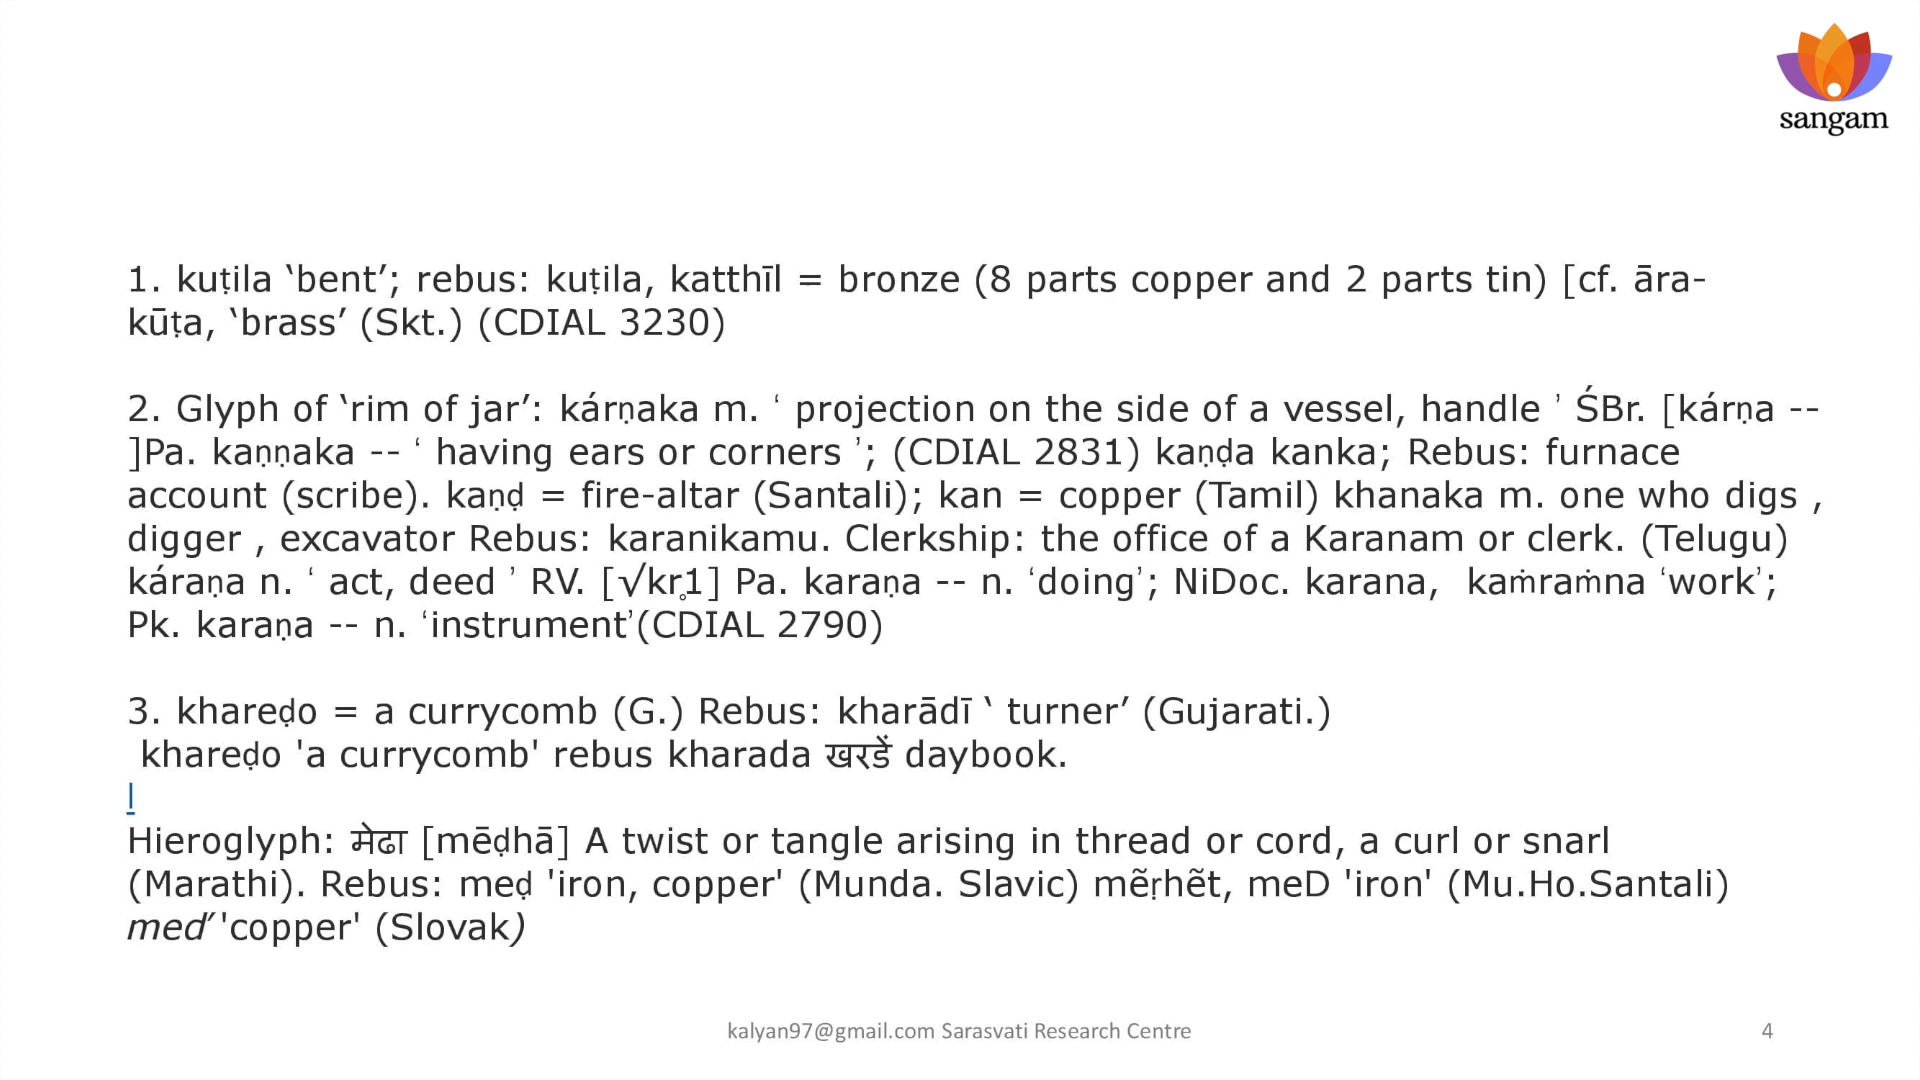 sangam
1. kuṭila ‘bent’; rebus: kuṭila, katthīl = bronze (8 parts copper and 2 parts tin) [cf. āra-
kūṭa, ‘brass’ (Skt.) (CDIAL 3230)
2. Glyph of ‘rim of jar’: kárṇaka m. ‘ projection on the side of a vessel, handle ’ ŚBr. [kárṇa --
]Pa. kaṇṇaka -- ‘ having ears or corners ’; (CDIAL 2831) kaṇḍa kanka; Rebus: furnace
account (scribe). kaṇḍ = fire-altar (Santali); kan = copper (Tamil) khanaka m. one who digs ,
digger , excavator Rebus: karanikamu. Clerkship: the office of a Karanam or clerk. (Telugu)
káraṇa n. ‘ act, deed ’ RV. [√kr̥1] Pa. karaṇa -- n. ‘doing’; NiDoc. karana,  kaṁraṁna ‘work’;
Pk. karaṇa -- n. ‘instrument’(CDIAL 2790)
3. khareḍo = a currycomb (G.) Rebus: kharādī ‘ turner’ (Gujarati.)
khareḍo 'a currycomb' rebus kharada खरडें daybook.
l
Hieroglyph: मेढा [mēḍhā] A twist or tangle arising in thread or cord, a curl or snarl
(Marathi). Rebus: meḍ 'iron, copper' (Munda. Slavic) mẽṛhẽt, meD 'iron' (Mu.Ho.Santali)
meď 'copper' (Slovak)
kalyan97@gmail.com Sarasvati Research Centre
4